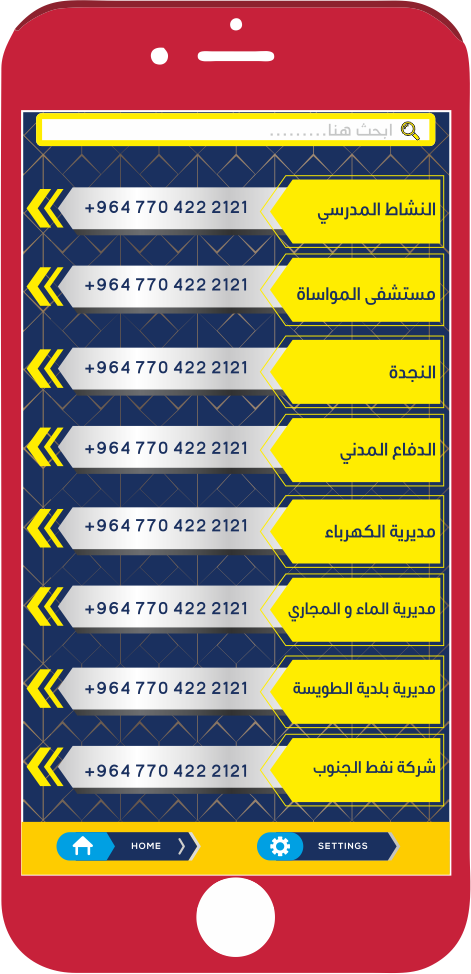 ابحث هنا.........
النشاط المدرسي +964 770 422 2121
مستشفى المواساة +964 770 422 2121
النجدة +964 770 422 2121
الدفاع المدني +964 770 422 2121
مديرية الكهرباء +964 770 422 2121
مديرية الماء و المجاري +964 770 422 2121
مديرية بلدية الطويسة +964 770 422 2121
شركة نفط الجنوب +964 770 422 2121
HOME SETTINGS